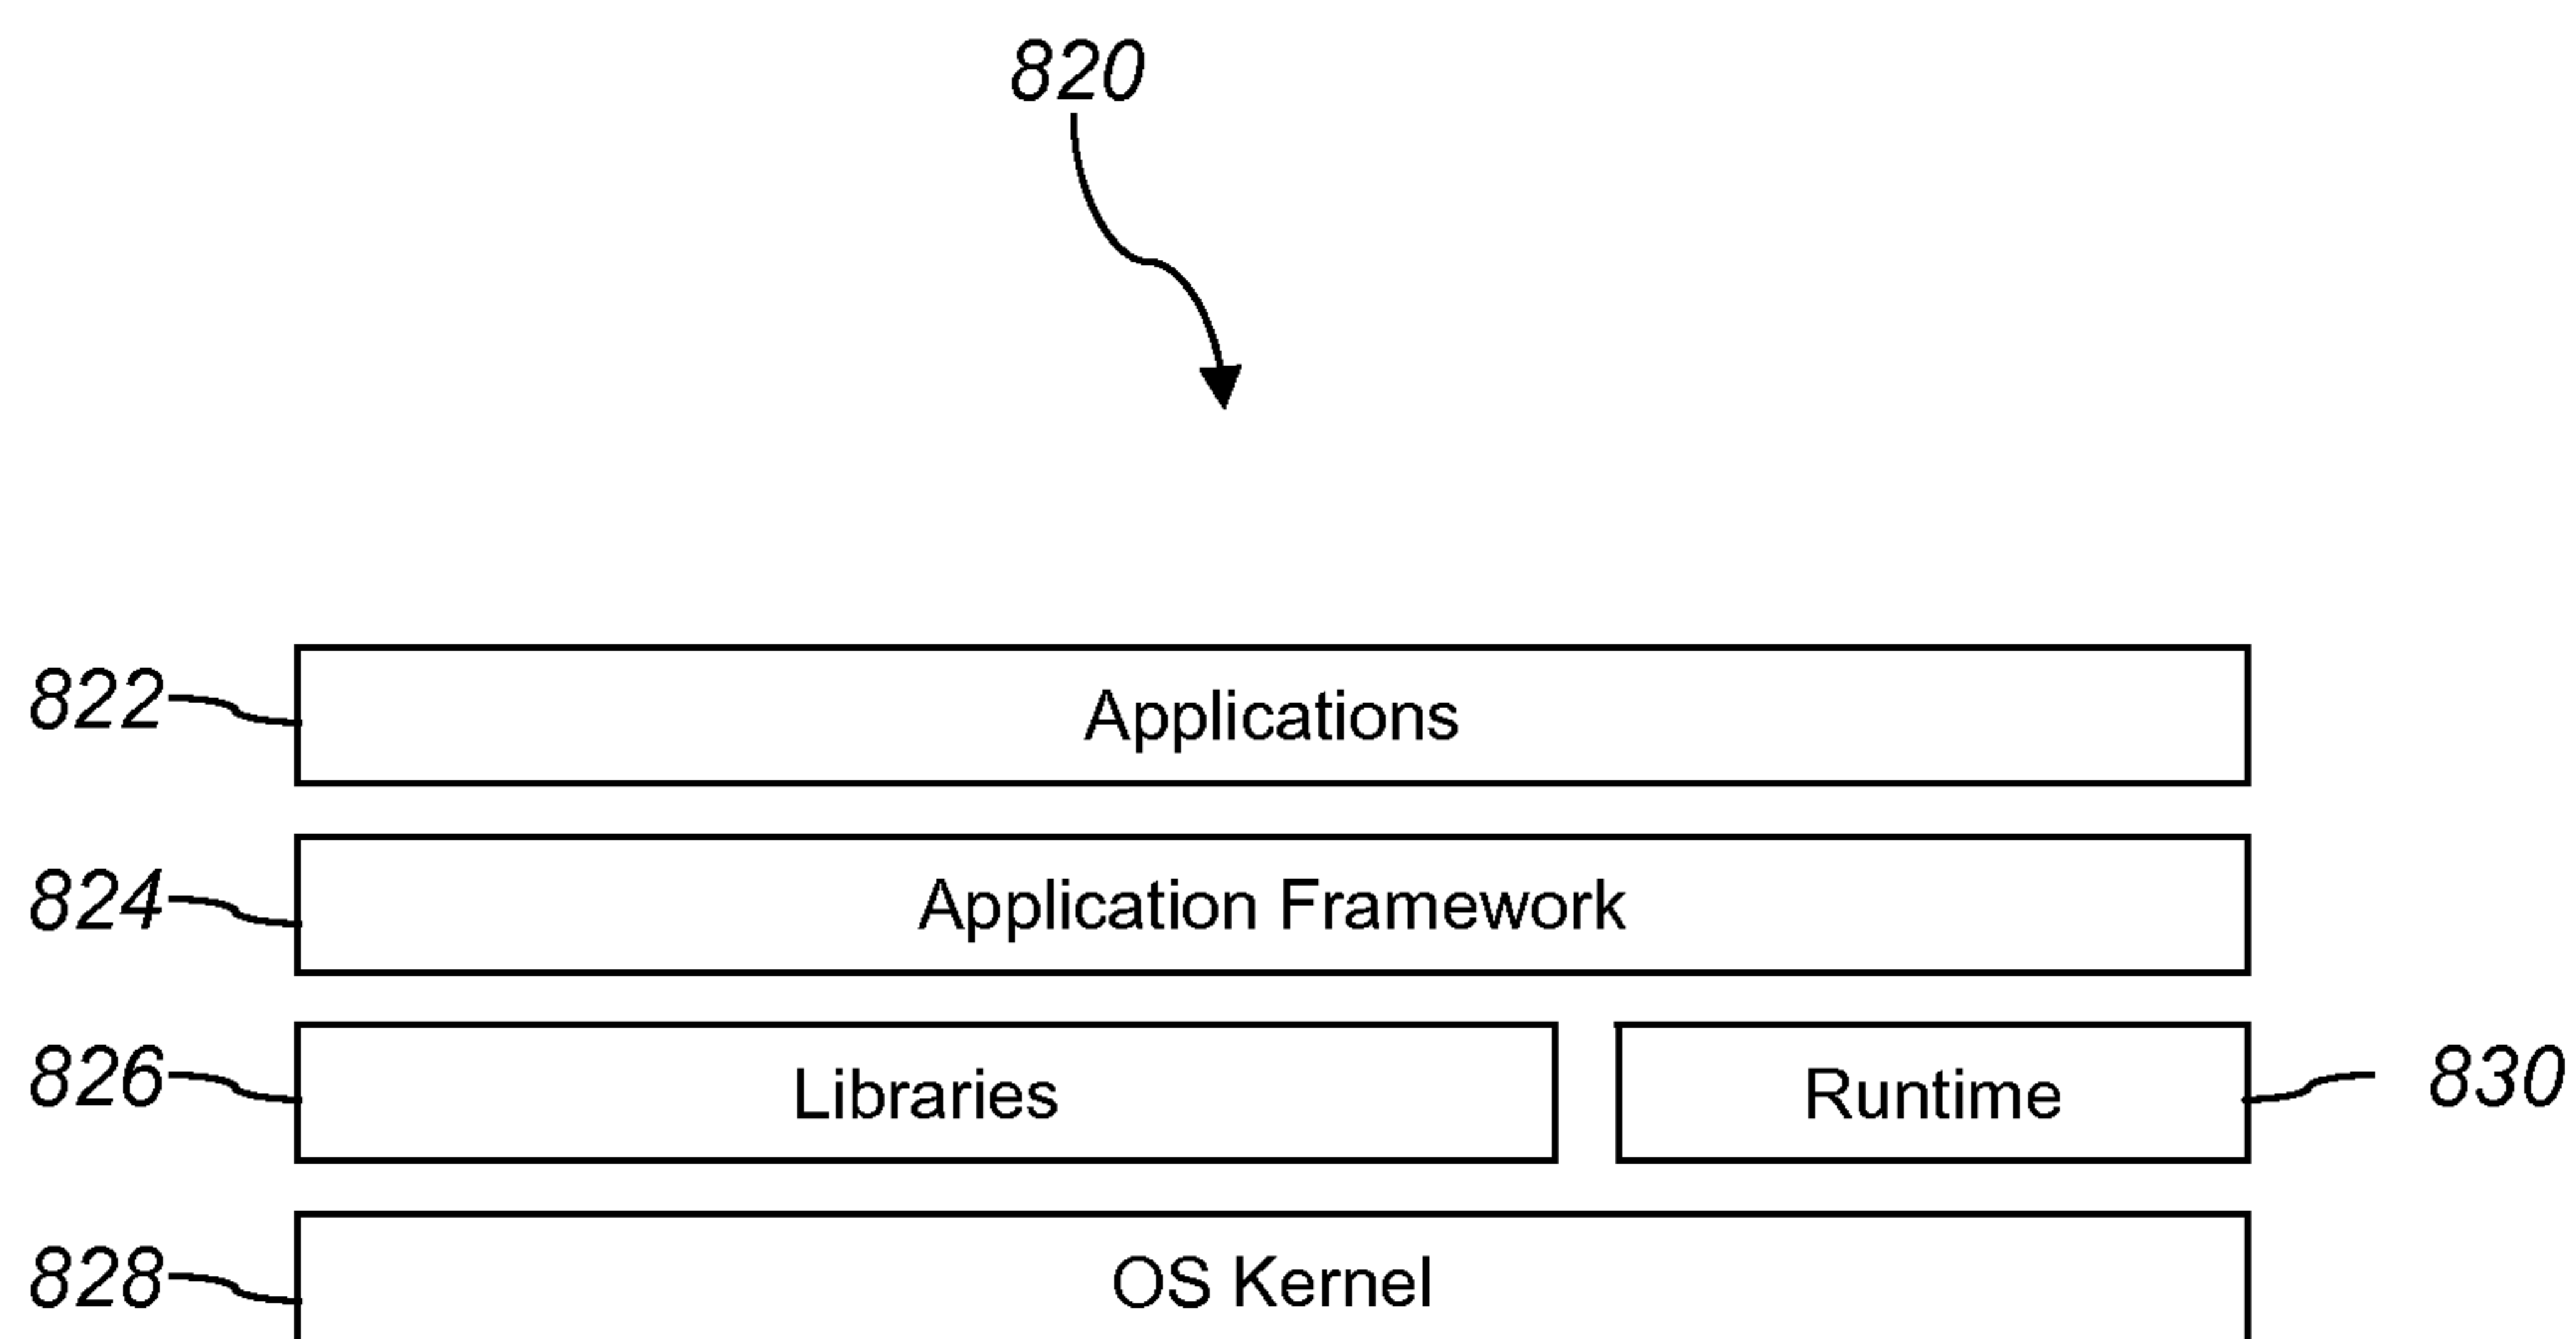 820
822 Applications
824 Application Framework
826 Libraries Runtime 830
828 OS Kernel